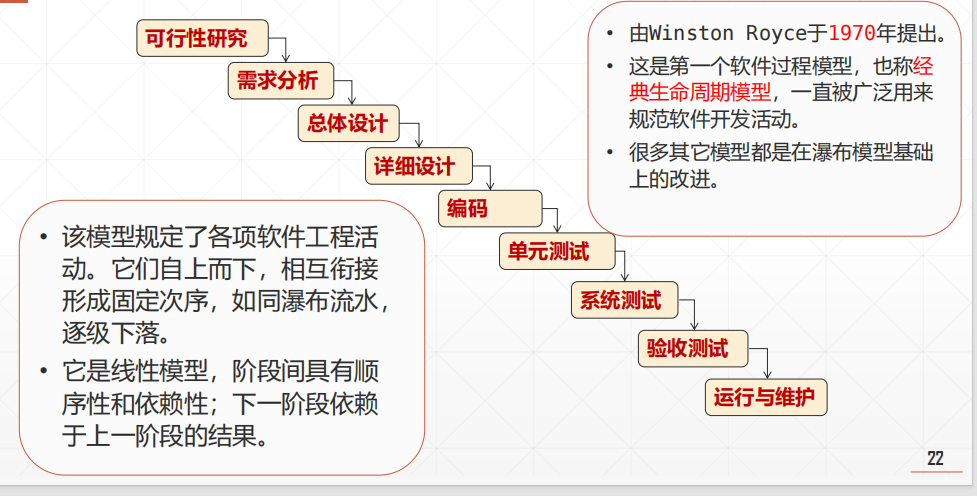 可行性研究
需求分析
总体设计
详细设计
编码
单元测试
系统测试
验收测试
运行与维护
• 由Winston Royce于1970年提出。
• 这是第一个软件过程模型，也称经
典生命周期模型，一直被广泛用来
规范软件开发活动。
• 很多其它模型都是在瀑布模型基础
上的改进。
• 该模型规定了各项软件工程活
动。它们自上而下，相互衔接
形成固定次序，如同瀑布流水，
逐级下落。
• 它是线性模型，阶段间具有顺
序性和依赖性；下一阶段依赖
于上一阶段的结果。
22